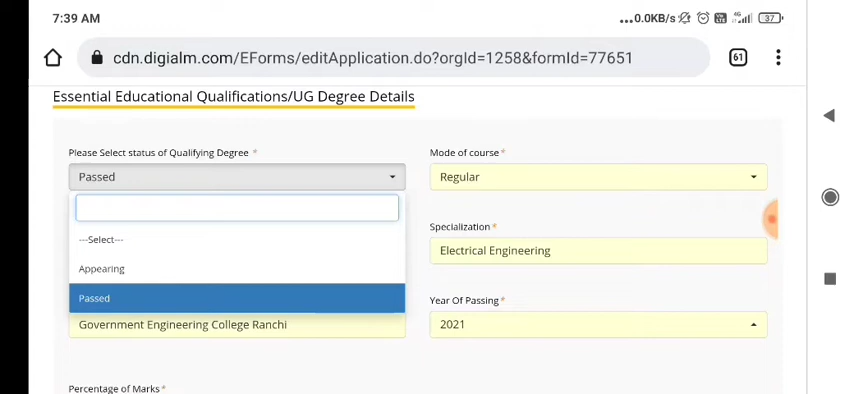 7:39 AM
...0.0KB/s 4G 37
cdn.digialm.com/EForms/editApplication.do?orgId=1258&formId=77651
61
Essential Educational Qualifications/UG Degree Details
Please Select status of Qualifying Degree *
Mode of course*
Passed
Regular
---Select---
Specialization *
Appearing
Electrical Engineering
Passed
Year Of Passing*
Government Engineering College Ranchi
2021
Percentage of Marks*